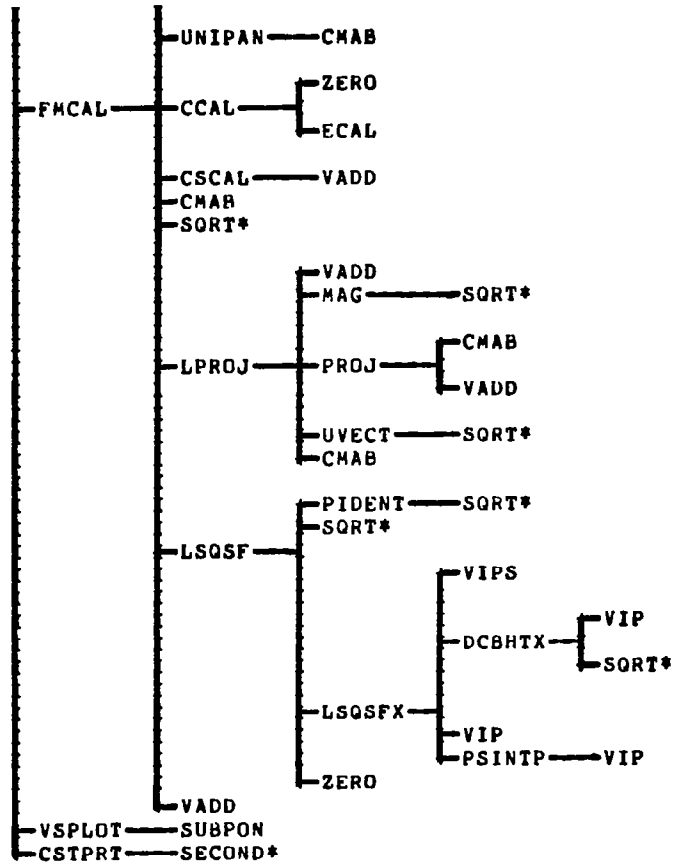 UNIPAN CMAB
ZERO
FMCAL CCAL
ECAL
CSCAL VADD
CMAB
SQRT*
VADD
MAG SQRT*
CMAB
LPROJ PROJ
VADD
UVECT SQRT*
CMAB
PIDENT SQRT*
SQRT*
LSQSF
VIPS
VIP
DCBHTX
SQRT*
LSQSFX
VIP
PSINTP VIP
ZERO
VADD
VSPLOT SUBPON
CSTPRT SECOND*